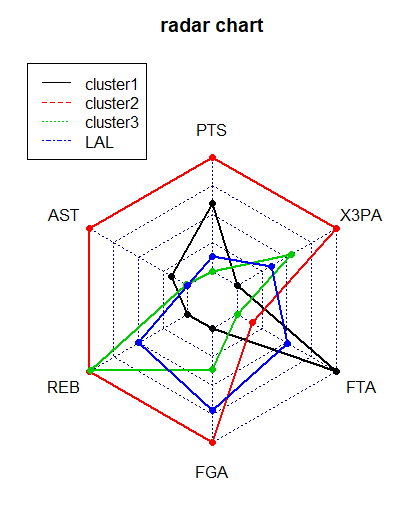 radar chart
cluster1
cluster2
cluster3
LAL
PTS
AST
X3PA
REB
FTA
FGA